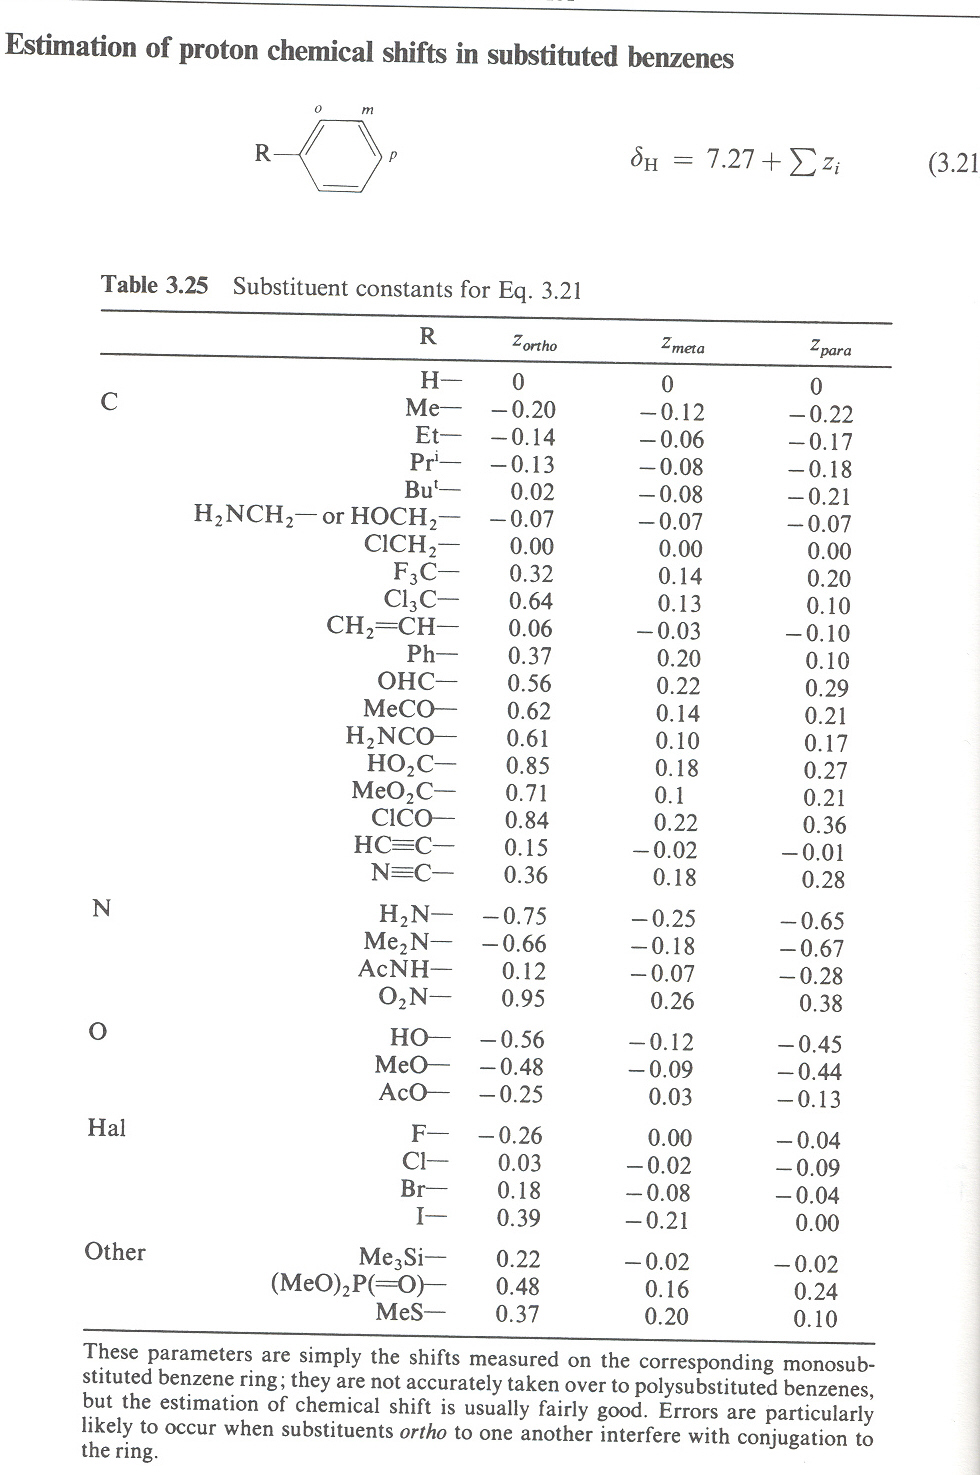 Estimation of proton chemical shifts in substituted benzenes
o m
R— p
δH = 7.27 + ∑ zi (3.21
Table 3.25 Substituent constants for Eq. 3.21
R Zortho Zmeta Zpara
H— 0 0 0
C Me— −0.20 −0.12 −0.22
Et— −0.14 −0.06 −0.17
Prⁱ— −0.13 −0.08 −0.18
Buᵗ— 0.02 −0.08 −0.21
H₂NCH₂— or HOCH₂— −0.07 −0.07 −0.07
ClCH₂— 0.00 0.00 0.00
F₃C— 0.32 0.14 0.20
Cl₃C— 0.64 0.13 0.10
CH₂=CH— 0.06 −0.03 −0.10
Ph— 0.37 0.20 0.10
OHC— 0.56 0.22 0.29
MeCO— 0.62 0.14 0.21
H₂NCO— 0.61 0.10 0.17
HO₂C— 0.85 0.18 0.27
MeO₂C— 0.71 0.1 0.21
ClCO— 0.84 0.22 0.36
HC≡C— 0.15 −0.02 −0.01
N≡C— 0.36 0.18 0.28
N H₂N— −0.75 −0.25 −0.65
Me₂N— −0.66 −0.18 −0.67
AcNH— 0.12 −0.07 −0.28
O₂N— 0.95 0.26 0.38
O HO— −0.56 −0.12 −0.45
MeO— −0.48 −0.09 −0.44
AcO— −0.25 0.03 −0.13
Hal F— −0.26 0.00 −0.04
Cl— 0.03 −0.02 −0.09
Br— 0.18 −0.08 −0.04
I— 0.39 −0.21 0.00
Other Me₃Si— 0.22 −0.02 −0.02
(MeO)₂P(=O)— 0.48 0.16 0.24
MeS— 0.37 0.20 0.10
These parameters are simply the shifts measured on the corresponding monosub-
stituted benzene ring; they are not accurately taken over to polysubstituted benzenes,
but the estimation of chemical shift is usually fairly good. Errors are particularly
likely to occur when substituents ortho to one another interfere with conjugation to
the ring.